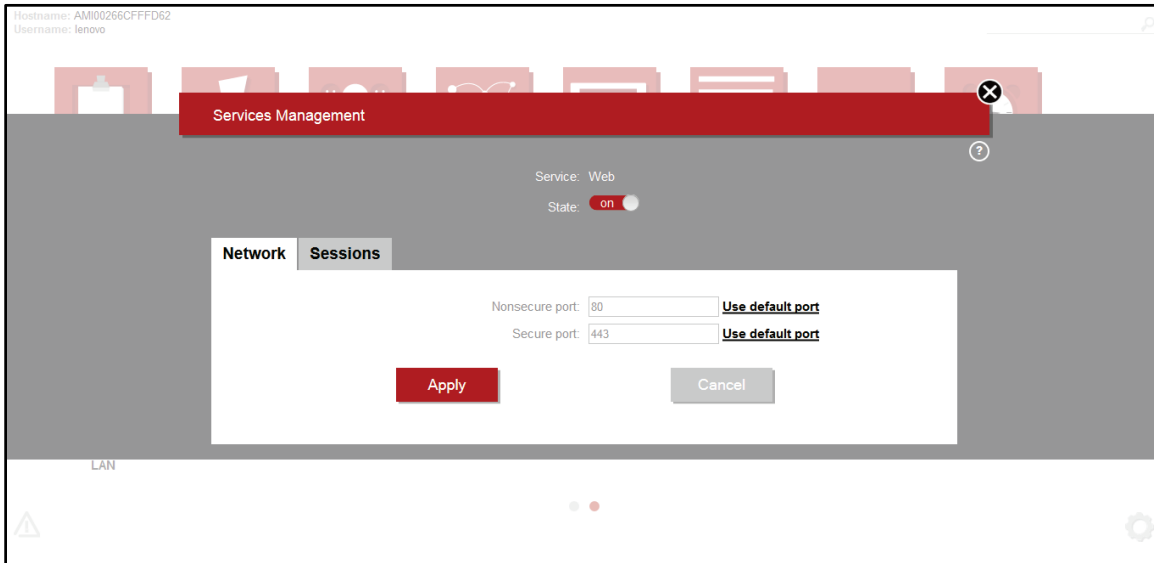 Hostname: AMI00266CFFFD62
Username: lenovo
Services Management
?
Service: Web
State: on
Network Sessions
Nonsecure port: 80 Use default port
Secure port: 443 Use default port
Apply Cancel
LAN